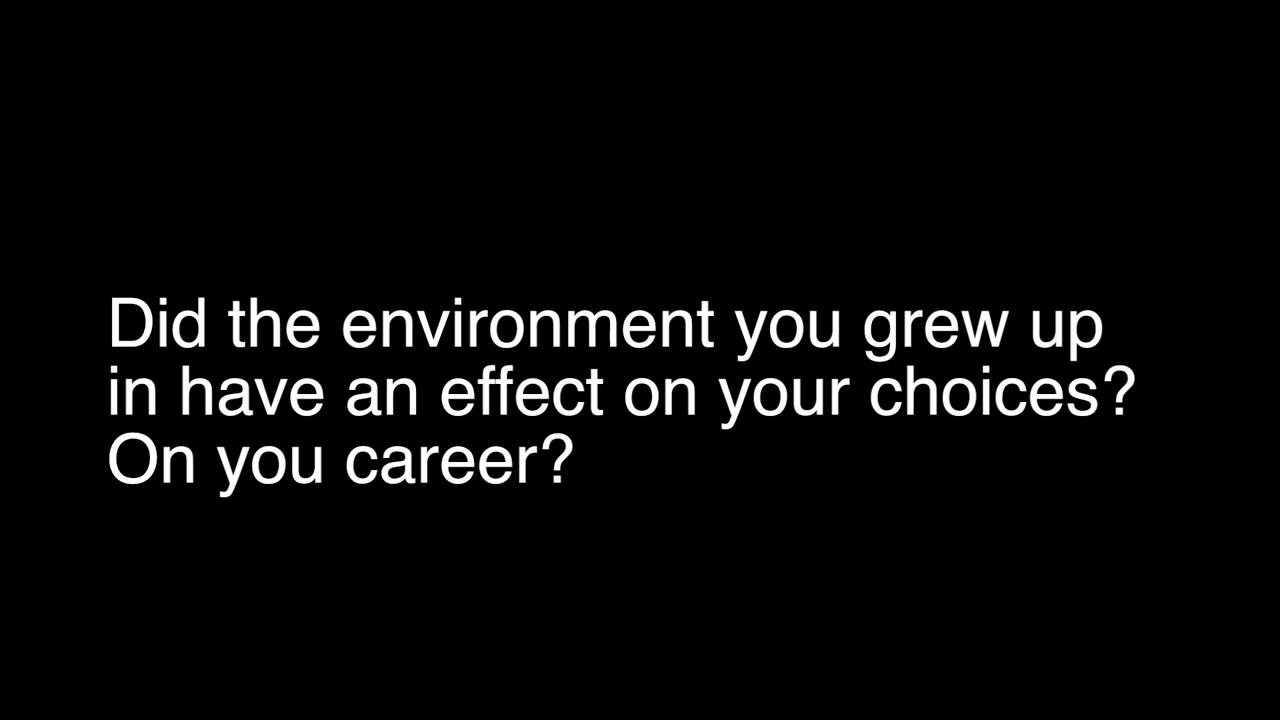 Did the environment you grew up
in have an effect on your choices?
On you career?